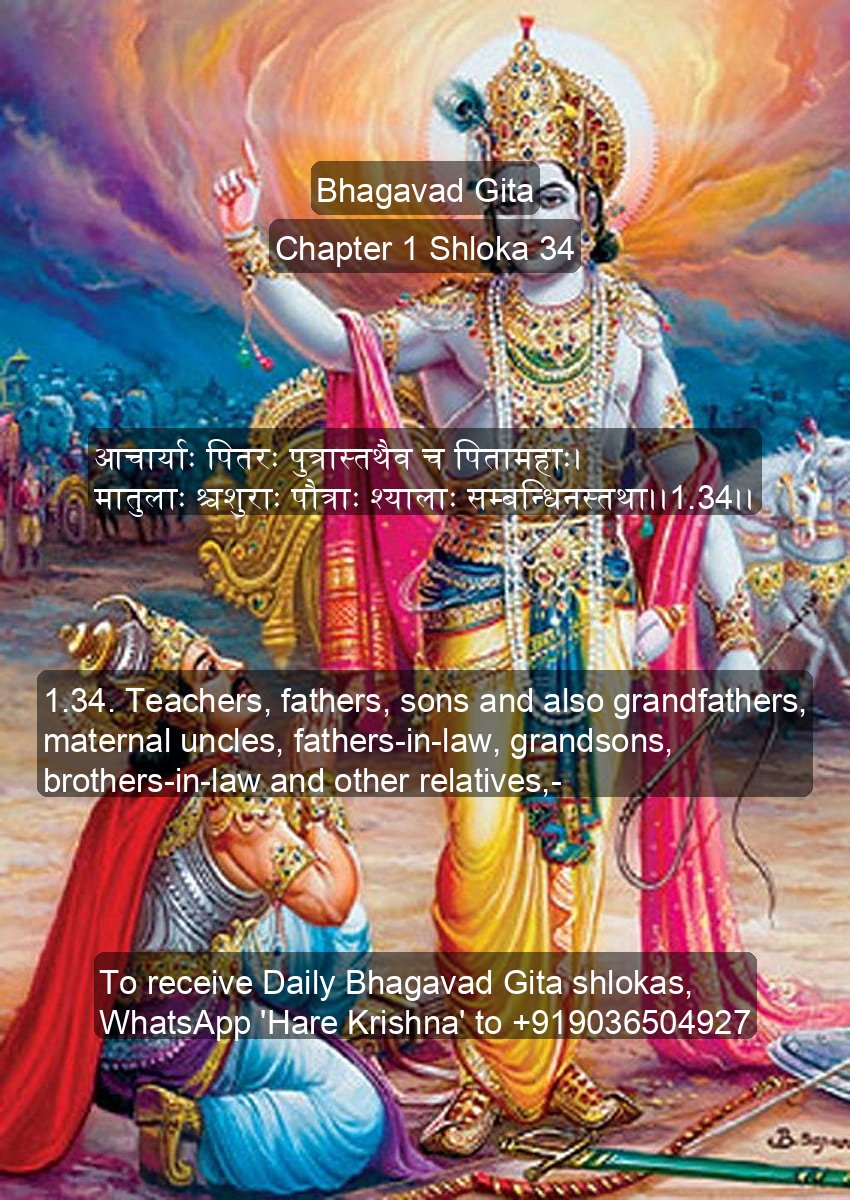 Bhagavad Gita
Chapter 1 Shloka 34
आचार्याः पितरः पुत्रास्तथैव च पितामहाः।
मातुलाः श्चशुराः पौत्राः श्यालाः सम्बन्धिनस्तथा।।1.34।।
1.34. Teachers, fathers, sons and also grandfathers,
maternal uncles, fathers-in-law, grandsons,
brothers-in-law and other relatives,-
To receive Daily Bhagavad Gita shlokas,
WhatsApp 'Hare Krishna' to +919036504927